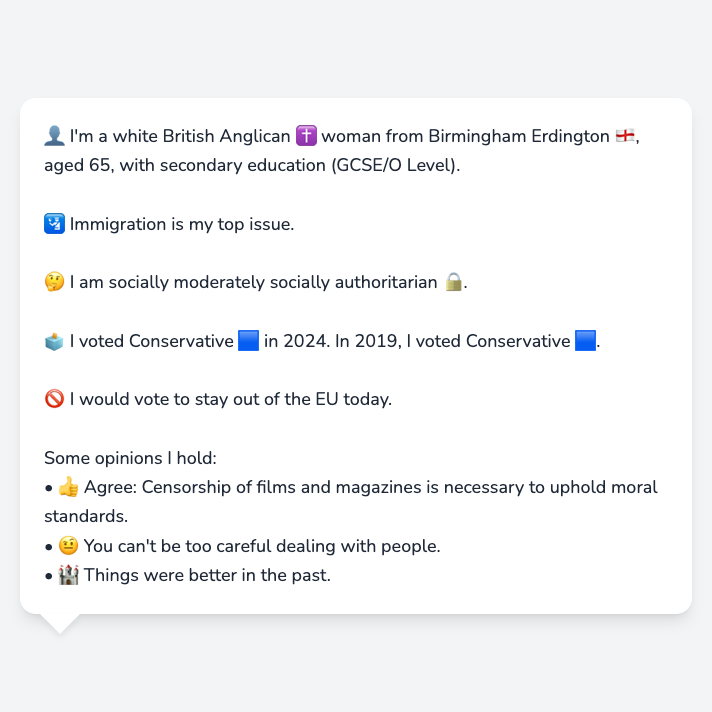 👤 I'm a white British Anglican ✝️ woman from Birmingham Erdington 🏴󠁧󠁢󠁥󠁮󠁧󠁿,
aged 65, with secondary education (GCSE/O Level).
🛂 Immigration is my top issue.
🤔 I am socially moderately socially authoritarian 🔒.
🗳️ I voted Conservative 🟦 in 2024. In 2019, I voted Conservative 🟦.
🚫 I would vote to stay out of the EU today.
Some opinions I hold:
• 👍 Agree: Censorship of films and magazines is necessary to uphold moral
standards.
• 🤨 You can't be too careful dealing with people.
• 🏰 Things were better in the past.